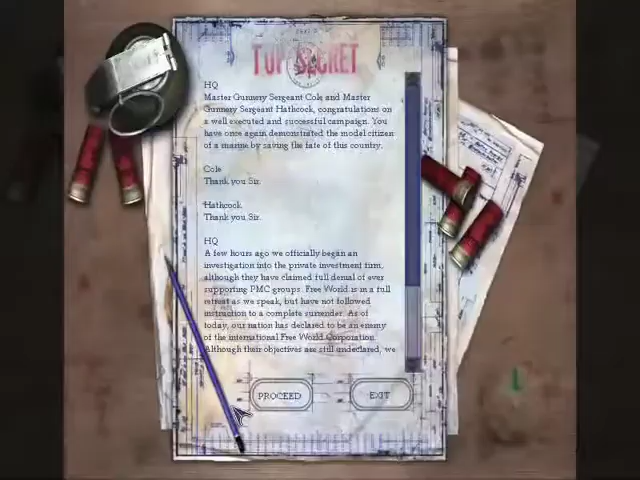 TOP SECRET
HQ
Master Gunnery Sergeant Cole and Master
Gunnery Sergeant Hathcock, congratulations on
a well executed and successful campaign. You
have once again demonstrated the model citizen
of a marine by saving the fate of this country.
Cole
Thank you Sir.
Hathcock
Thank you Sir.
HQ
A few hours ago we officially began an
investigation into the private investment firm,
although they have claimed full denial of ever
supporting PMC groups. Free World is in a full
retreat as we speak, but have not followed
instruction to a complete surrender. As of
today, our nation has declared to be an enemy
of the international Free World Corporation.
Although their objectives are still undeclared, we
PROCEED
EXIT